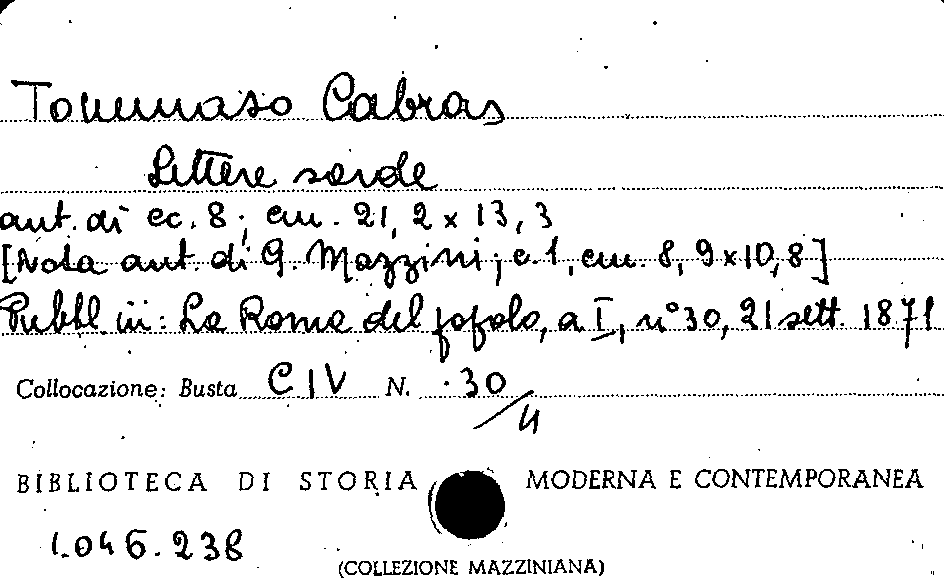 Tommaso Cabras
Lettere sarde
aut. di cc. 8; cm. 21,2 x 13,3
[Nota aut. di G. Mazzini; c. 1, cm. 8,9 x 10,8]
Pubbl. in: La Roma del popolo, a. I, n° 30, 21 sett. 1871
Collocazione: Busta CIV N. 30/4
BIBLIOTECA DI STORIA MODERNA E CONTEMPORANEA
1.046.238
(COLLEZIONE MAZZINIANA)